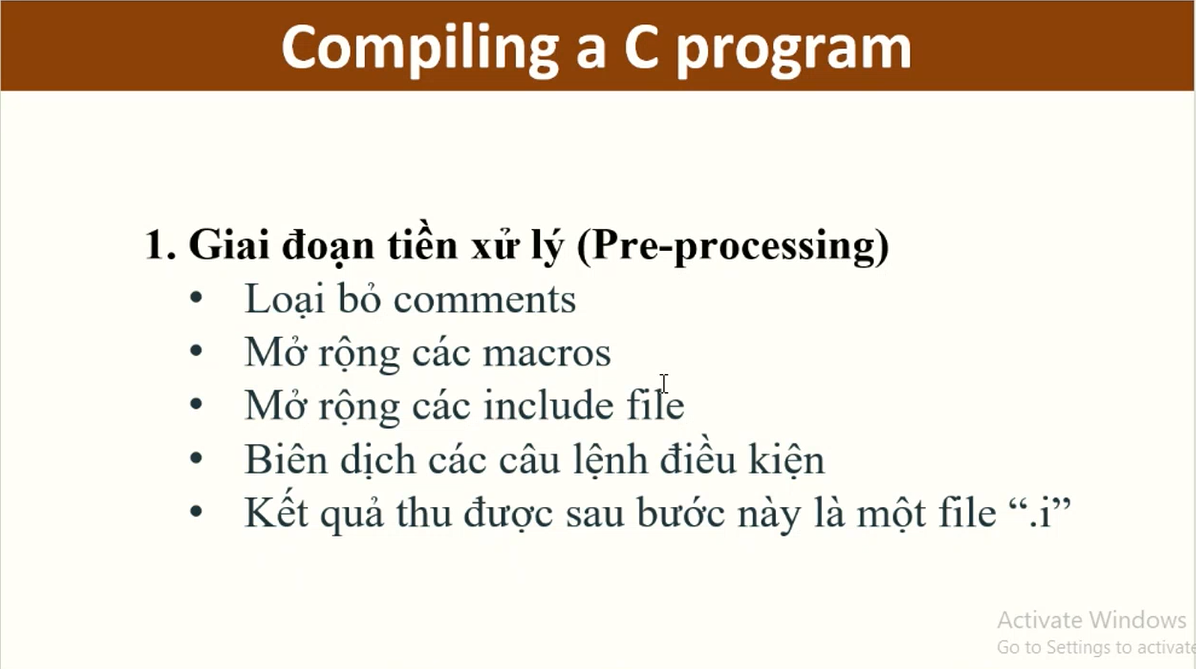 Compiling a C program
1. Giai đoạn tiền xử lý (Pre-processing)
• Loại bỏ comments
• Mở rộng các macros
• Mở rộng các include file
• Biên dịch các câu lệnh điều kiện
• Kết quả thu được sau bước này là một file “.i”
Activate Windows
Go to Settings to activate